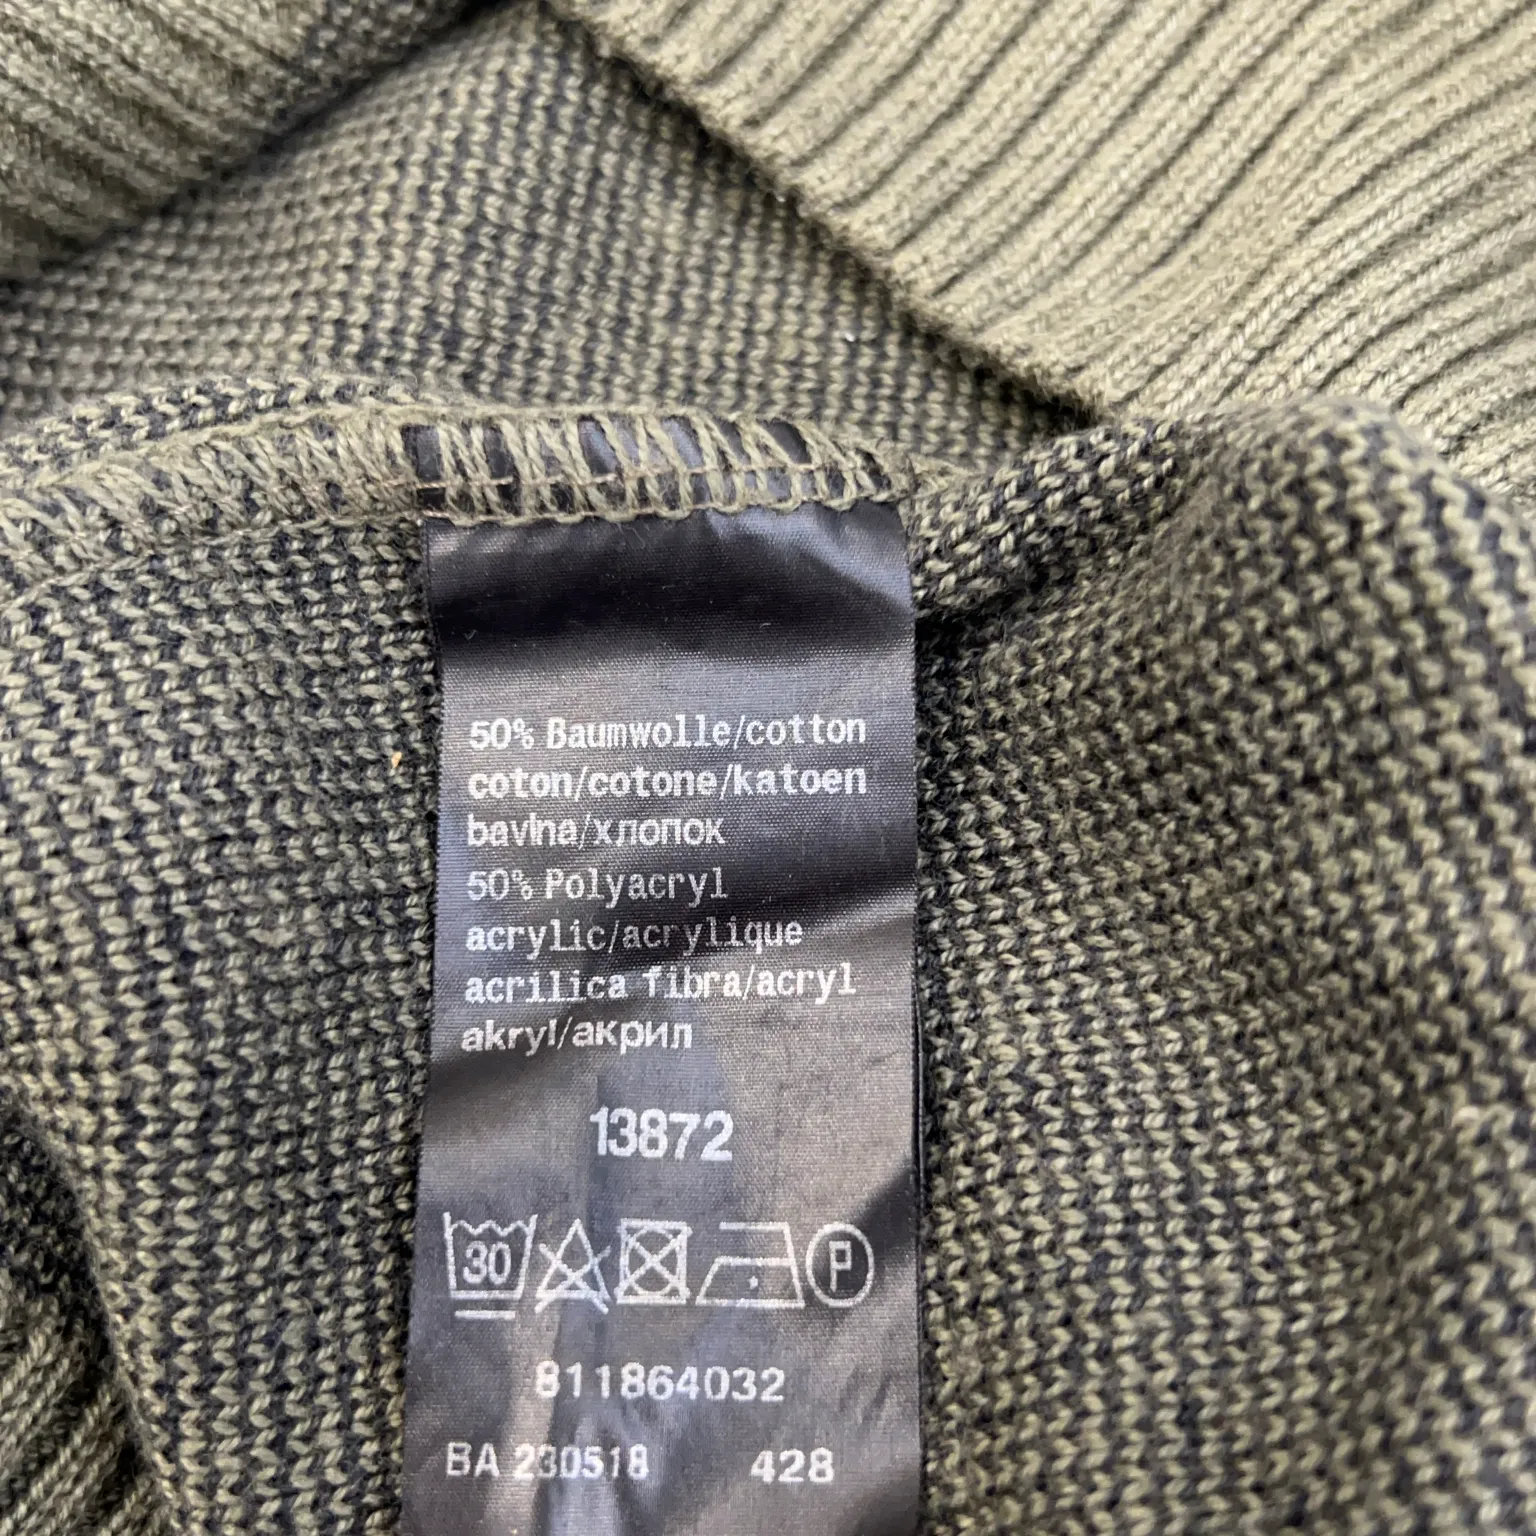 50% Baumwolle/cotton
coton/cotone/katoen
bavlna/хлопок
50% Polyacryl
acrylic/acrylique
acrilica fibra/acryl
akryl/акрил
13872
30
P
811864032
BA 230518 428